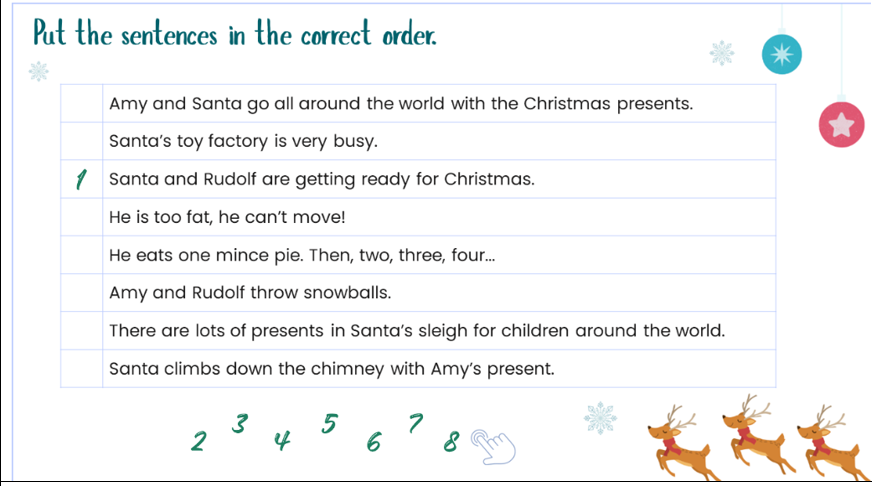 Put the sentences in the correct order.
Amy and Santa go all around the world with the Christmas presents.
Santa's toy factory is very busy.
1 Santa and Rudolf are getting ready for Christmas.
He is too fat, he can't move!
He eats one mince pie. Then, two, three, four...
Amy and Rudolf throw snowballs.
There are lots of presents in Santa's sleigh for children around the world.
Santa climbs down the chimney with Amy's present.
2 3 4 5 6 7 8